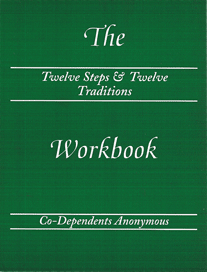 The
Twelve Steps & Twelve
Traditions
Workbook
Co-Dependents Anonymous